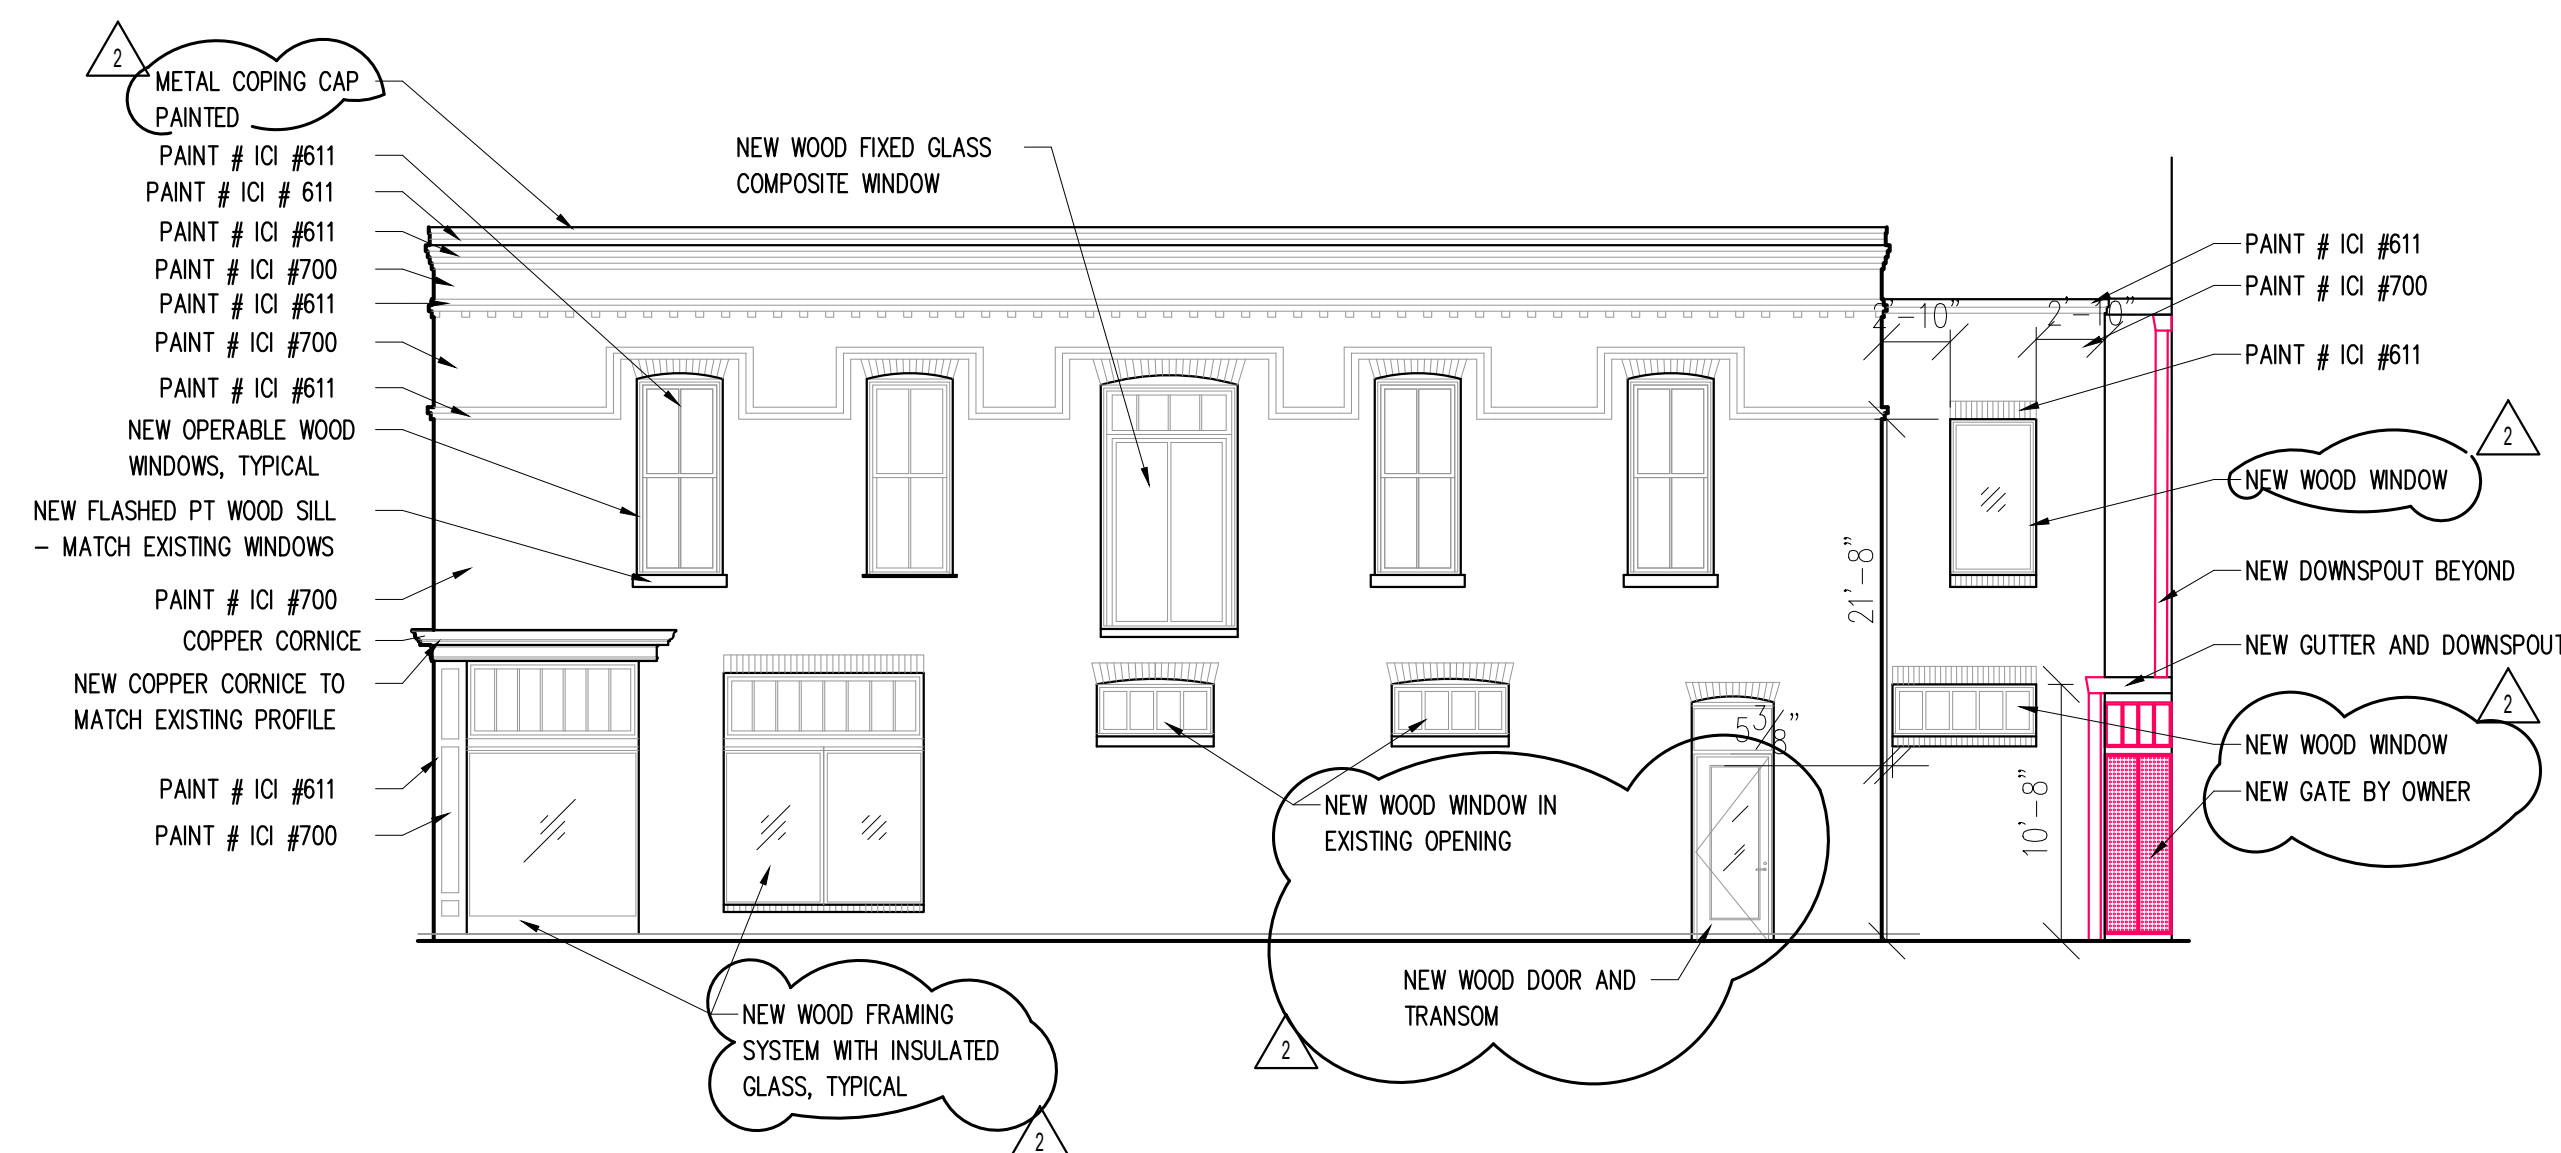 2
METAL COPING CAP
PAINTED
PAINT # ICI #611
PAINT # ICI # 611
PAINT # ICI #611
PAINT # ICI #700
PAINT # ICI #611
PAINT # ICI #700
PAINT # ICI #611
NEW OPERABLE WOOD
WINDOWS, TYPICAL
NEW FLASHED PT WOOD SILL
- MATCH EXISTING WINDOWS
PAINT # ICI #700
COPPER CORNICE
NEW COPPER CORNICE TO
MATCH EXISTING PROFILE
PAINT # ICI #611
PAINT # ICI #700
NEW WOOD FIXED GLASS
COMPOSITE WINDOW
NEW WOOD FRAMING
SYSTEM WITH INSULATED
GLASS, TYPICAL
2
NEW WOOD WINDOW IN
EXISTING OPENING
NEW WOOD DOOR AND
TRANSOM
2
5 3/8"
21'-8"
2'-10"
2'-10"
10'-8"
PAINT # ICI #611
PAINT # ICI #700
PAINT # ICI #611
2
NEW WOOD WINDOW
NEW DOWNSPOUT BEYOND
NEW GUTTER AND DOWNSPOUT
2
NEW WOOD WINDOW
NEW GATE BY OWNER